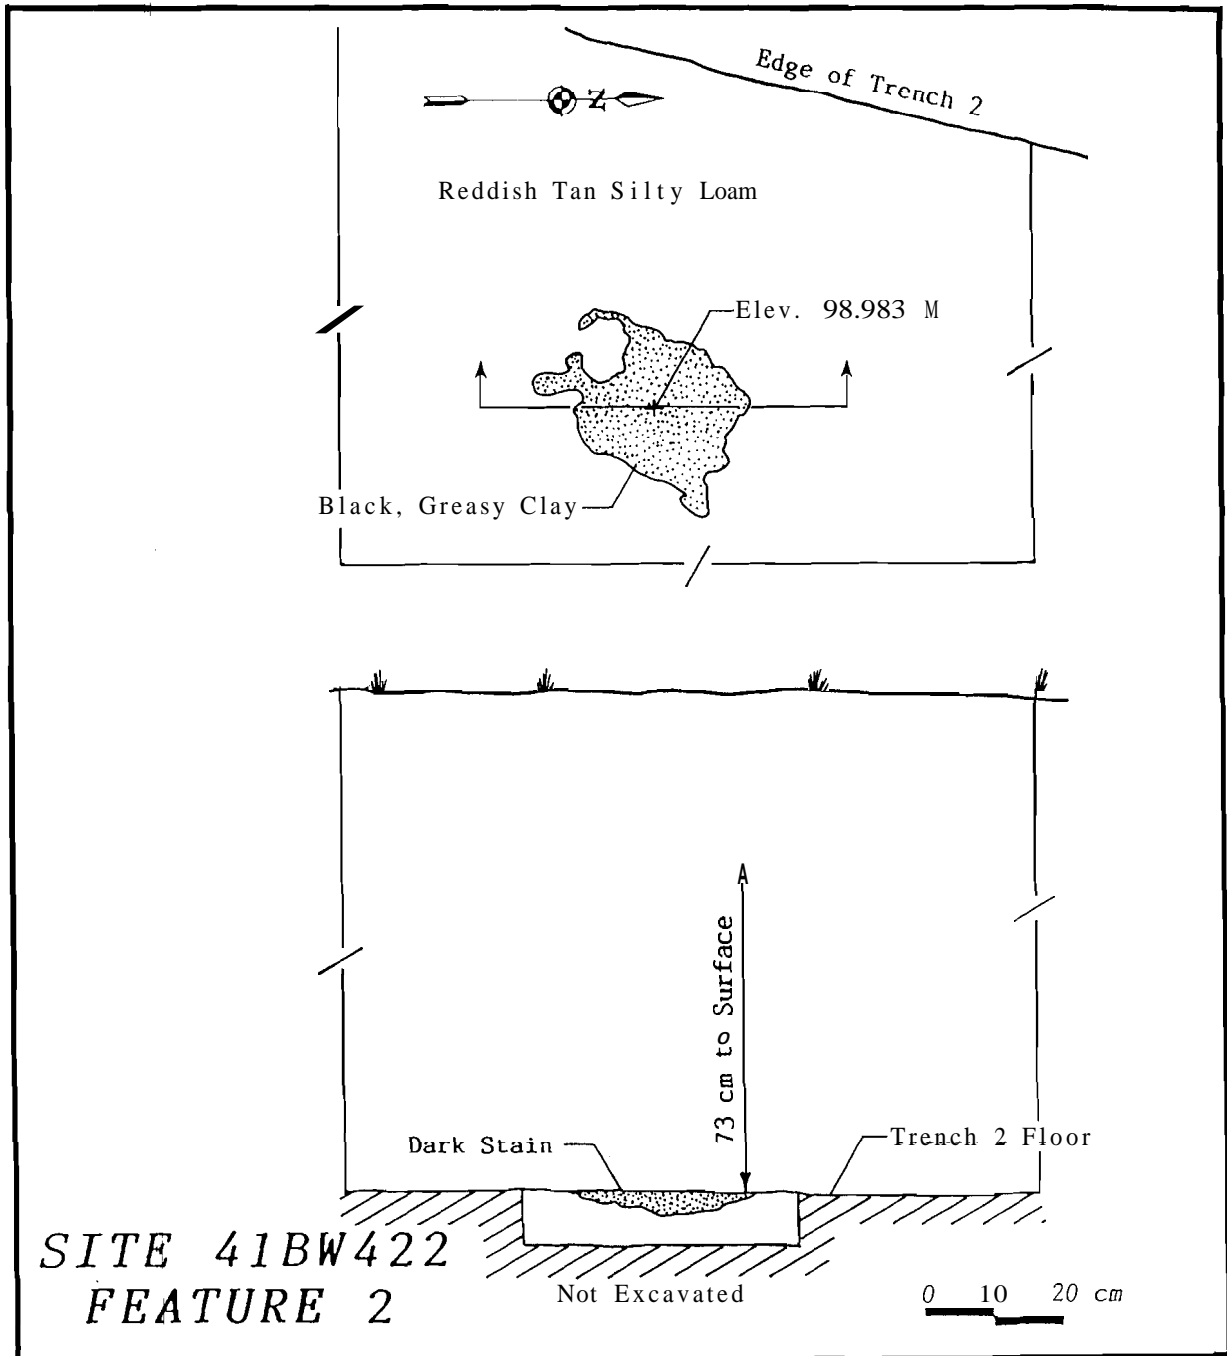 Edge of Trench 2
Z
Reddish Tan Silty Loam
Elev. 98.983 M
Black, Greasy Clay
73 cm to Surface
Dark Stain
Trench 2 Floor
SITE 41BW422
FEATURE 2
Not Excavated
0 10 20 cm